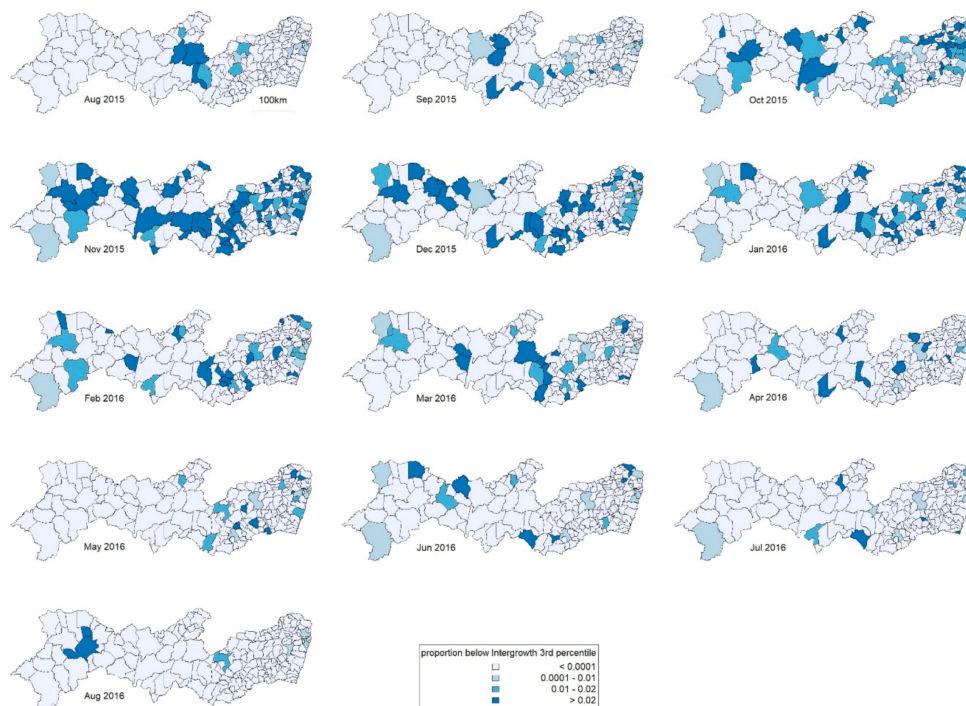 Aug 2015
100km
Sep 2015
Oct 2015
Nov 2015
Dec 2015
Jan 2016
Feb 2016
Mar 2016
Apr 2016
May 2016
Jun 2016
Jul 2016
Aug 2016
proportion below Intergrowth 3rd percentile
< 0.0001
0.0001 - 0.01
0.01 - 0.02
> 0.02